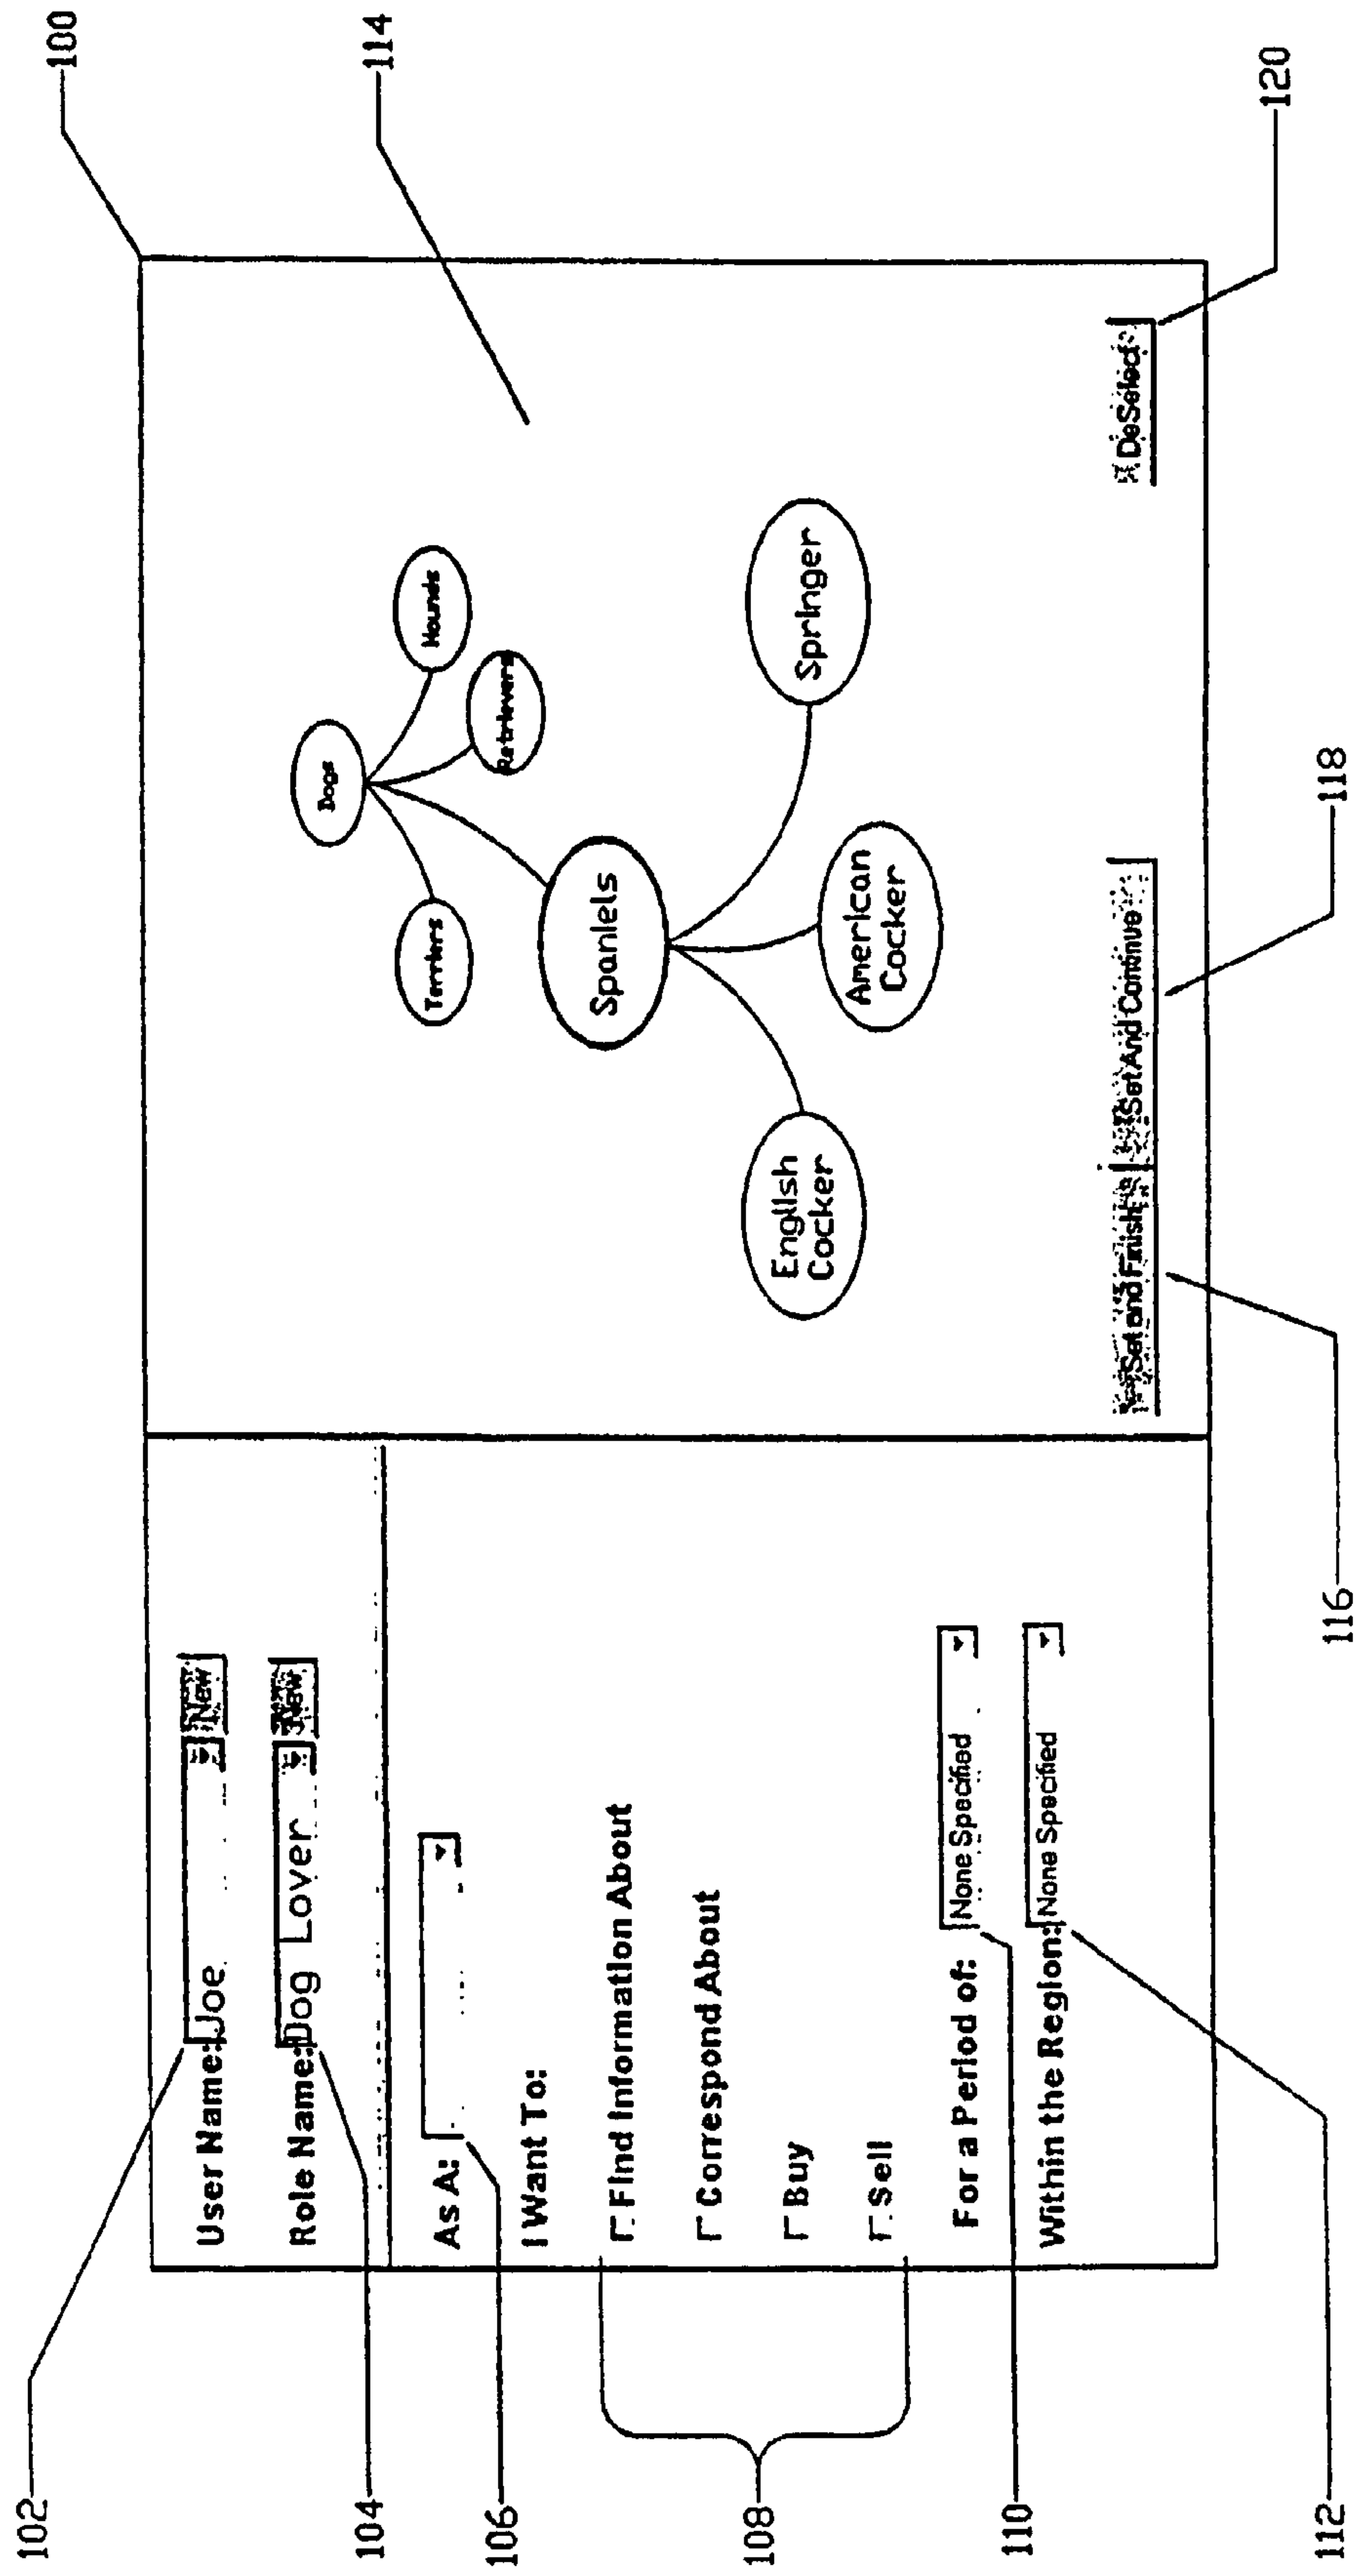 100
114
102
104
106
108
110
112
User Name: Joe New
Role Name: Dog Lover New
As A:
I Want To:
Find Information About
Correspond About
Buy
Sell
For a Period of: None Specified
Within the Region: None Specified
Dogs
Terriers
Hounds
Retrievers
Spaniels
English
Cocker
American
Cocker
Springer
Set and Finish
Set And Continue
DeSelect
116
118
120